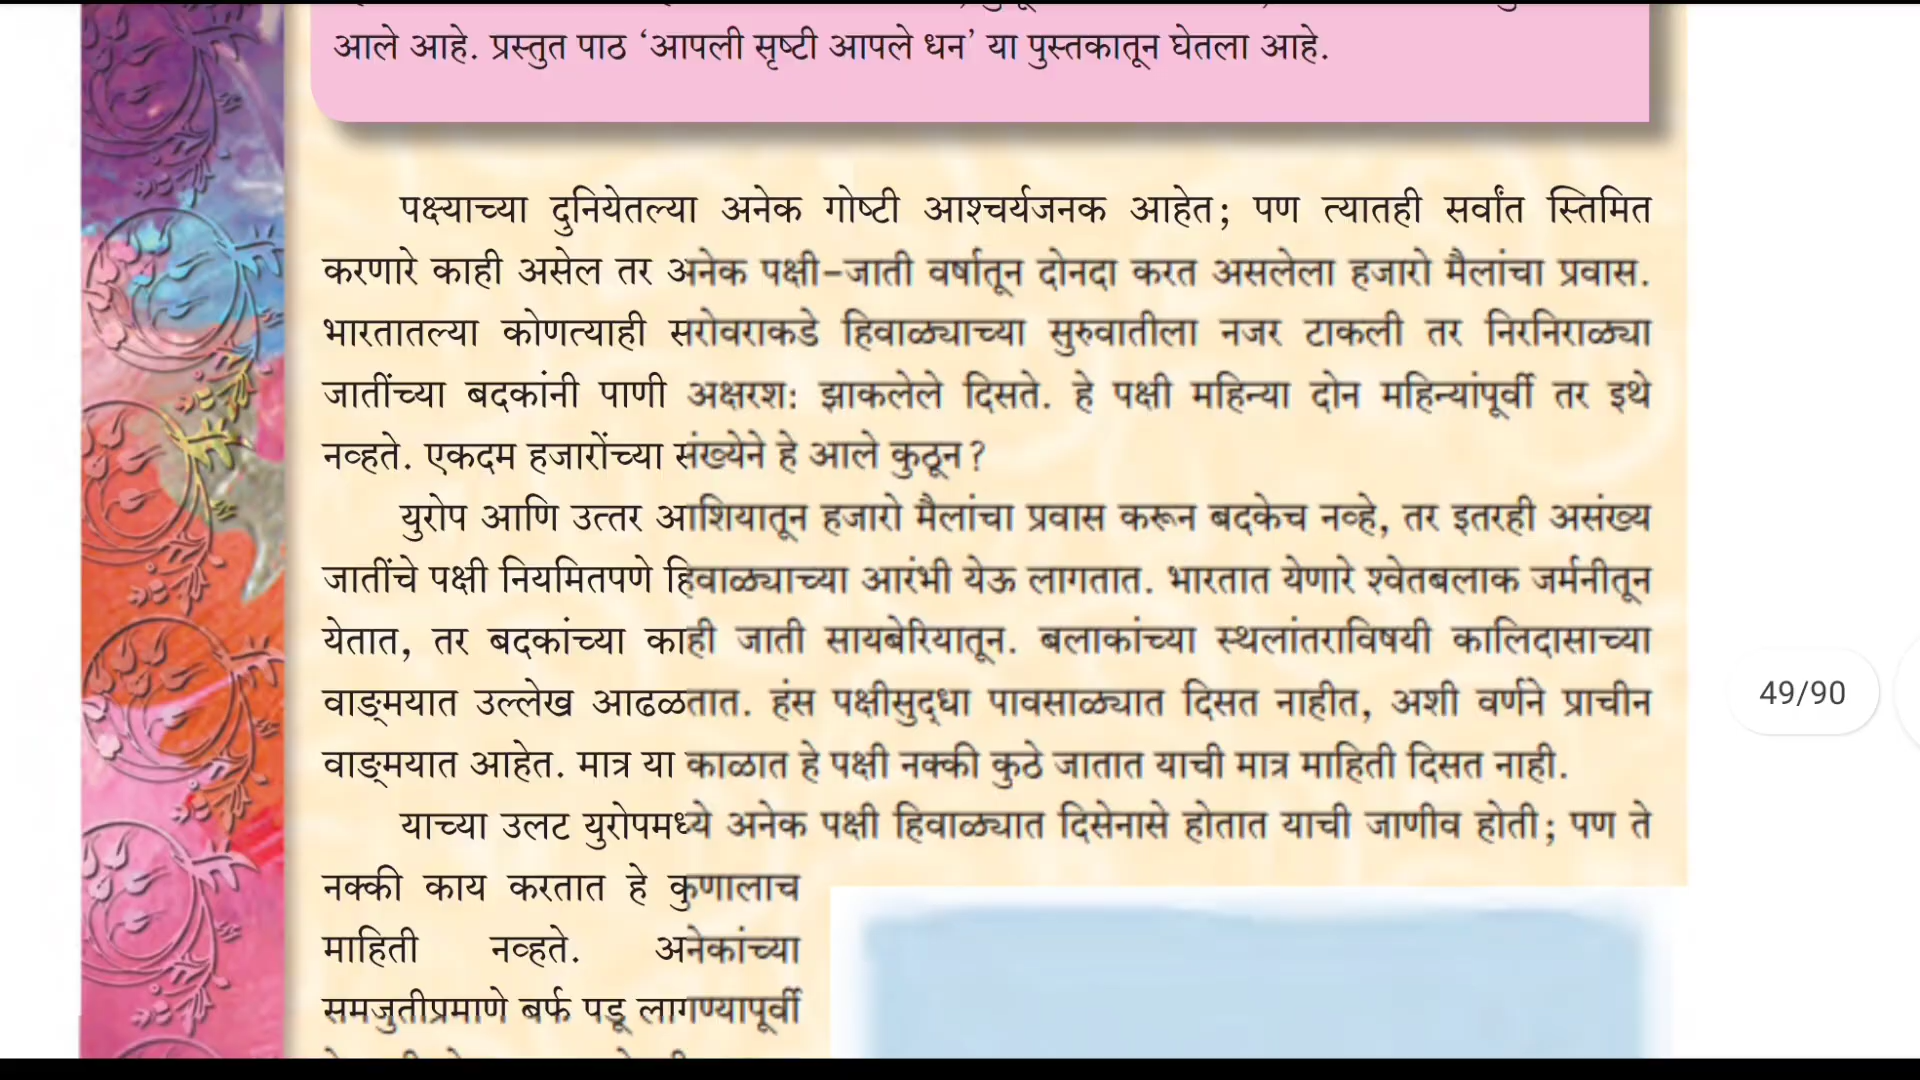 आले आहे. प्रस्तुत पाठ ‘आपली सृष्टी आपले धन’ या पुस्तकातून घेतला आहे.
पक्ष्याच्या दुनियेतल्या अनेक गोष्टी आश्चर्यजनक आहेत; पण त्यातही सर्वांत स्तिमित
करणारे काही असेल तर अनेक पक्षी-जाती वर्षातून दोनदा करत असलेला हजारो मैलांचा प्रवास.
भारतातल्या कोणत्याही सरोवराकडे हिवाळ्याच्या सुरुवातीला नजर टाकली तर निरनिराळ्या
जातींच्या बदकांनी पाणी अक्षरश: झाकलेले दिसते. हे पक्षी महिन्या दोन महिन्यांपूर्वी तर इथे
नव्हते. एकदम हजारोंच्या संख्येने हे आले कुठून?
युरोप आणि उत्तर आशियातून हजारो मैलांचा प्रवास करून बदकेच नव्हे, तर इतरही असंख्य
जातींचे पक्षी नियमितपणे हिवाळ्याच्या आरंभी येऊ लागतात. भारतात येणारे श्वेतबलाक जर्मनीतून
येतात, तर बदकांच्या काही जाती सायबेरियातून. बलाकांच्या स्थलांतराविषयी कालिदासाच्या
वाङ्‌मयात उल्लेख आढळतात. हंस पक्षीसुद्धा पावसाळ्यात दिसत नाहीत, अशी वर्णने प्राचीन
वाङ्‌मयात आहेत. मात्र या काळात हे पक्षी नक्की कुठे जातात याची मात्र माहिती दिसत नाही.
याच्या उलट युरोपमध्ये अनेक पक्षी हिवाळ्यात दिसेनासे होतात याची जाणीव होती; पण ते
नक्की काय करतात हे कुणालाच
माहिती नव्हते. अनेकांच्या
समजुतीप्रमाणे बर्फ पडू लागण्यापूर्वी
49/90